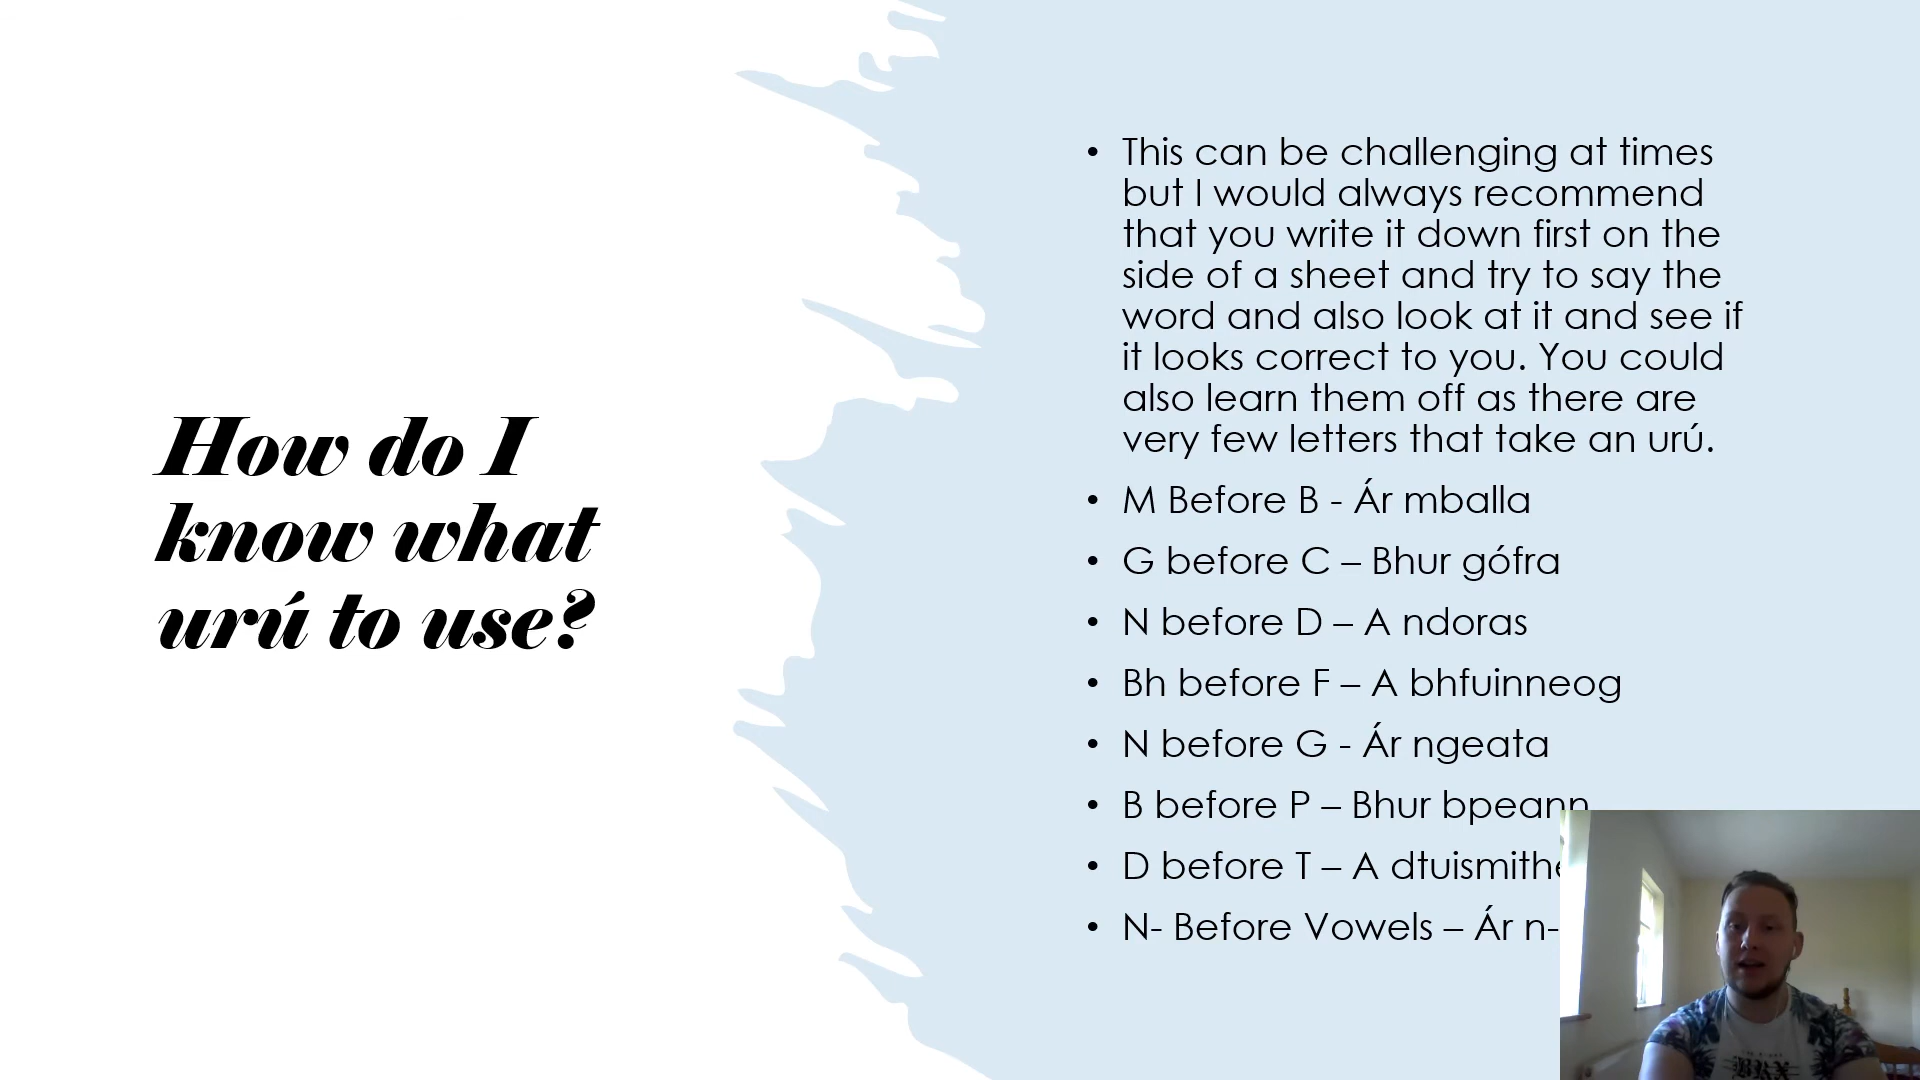 How do I
know what
urú to use?
• This can be challenging at times
but I would always recommend
that you write it down first on the
side of a sheet and try to say the
word and also look at it and see if
it looks correct to you. You could
also learn them off as there are
very few letters that take an urú.
• M Before B - Ár mballa
• G before C – Bhur gófra
• N before D – A ndoras
• Bh before F – A bhfuinneog
• N before G - Ár ngeata
• B before P – Bhur bpeann
• D before T – A
• N- Before Vowels – Ár n-